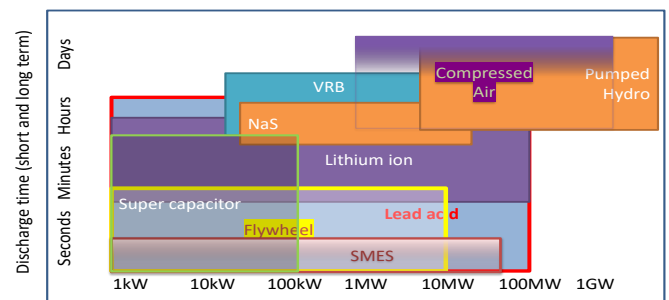 Discharge time (short and long term)
Days
Hours
Minutes
Seconds
VRB
Compressed
Air
Pumped
Hydro
NaS
Lithium ion
Super capacitor
Lead acid
Flywheel
SMES
1kW 10kW 100kW 1MW 10MW 100MW 1GW